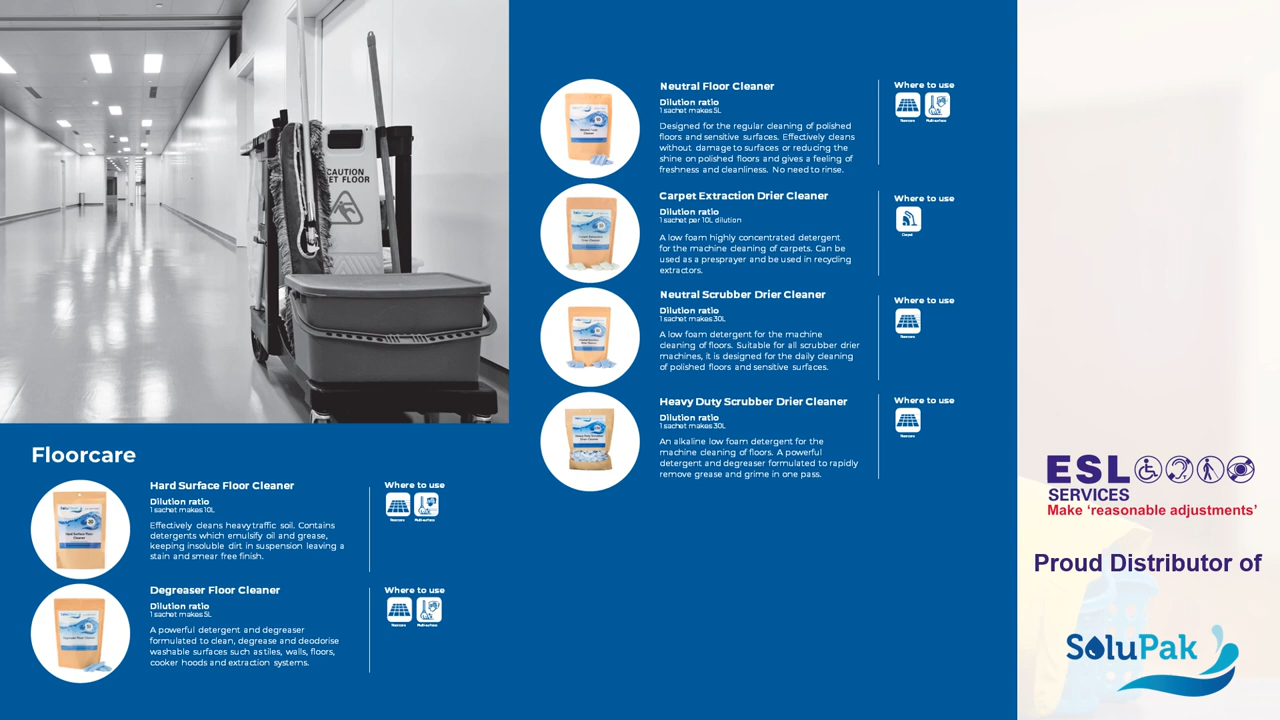 CAUTION
WET FLOOR
Floorcare
Hard Surface Floor Cleaner
Dilution ratio
1 sachet makes 10L
Effectively cleans heavy traffic soil. Contains
detergents which emulsify oil and grease,
keeping insoluble dirt in suspension leaving a
stain and smear free finish.
Where to use
Floorcare
Multi-surface
Degreaser Floor Cleaner
Dilution ratio
1 sachet makes 5L
A powerful detergent and degreaser
formulated to clean, degrease and deodorise
washable surfaces such as tiles, walls, floors,
cooker hoods and extraction systems.
Where to use
Floorcare
Multi-surface
Neutral Floor Cleaner
Dilution ratio
1 sachet makes 5L
Designed for the regular cleaning of polished
floors and sensitive surfaces. Effectively cleans
without damage to surfaces or reducing the
shine on polished floors and gives a feeling of
freshness and cleanliness. No need to rinse.
Where to use
Floorcare
Multi-surface
Carpet Extraction Drier Cleaner
Dilution ratio
1 sachet per 10L dilution
A low foam highly concentrated detergent
for the machine cleaning of carpets. Can be
used as a presprayer and be used in recycling
extractors.
Where to use
Carpet
Neutral Scrubber Drier Cleaner
Dilution ratio
1 sachet makes 30L
A low foam detergent for the machine
cleaning of floors. Suitable for all scrubber drier
machines, it is designed for the daily cleaning
of polished floors and sensitive surfaces.
Where to use
Floorcare
Heavy Duty Scrubber Drier Cleaner
Dilution ratio
1 sachet makes 30L
An alkaline low foam detergent for the
machine cleaning of floors. A powerful
detergent and degreaser formulated to rapidly
remove grease and grime in one pass.
Where to use
Floorcare
ESL
SERVICES
Make ‘reasonable adjustments’
Proud Distributor of
SoluPak